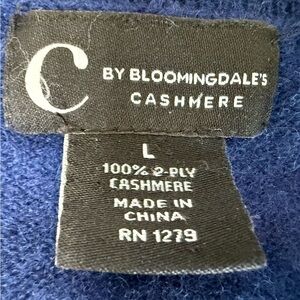 C BY BLOOMINGDALE'S
CASHMERE
L
100% 2-PLY
CASHMERE
MADE IN
CHINA
RN 1279